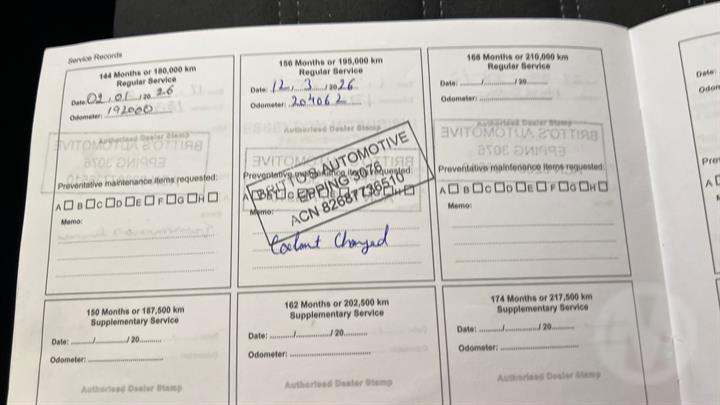 Service Records
144 Months or 180,000 km
Regular Service
Date: 02/01/20 26
Odometer: 192000
Authorised Dealer Stamp
Preventative maintenance items requested:
A B C D E F G H
Memo:
156 Months or 195,000 km
Regular Service
Date: 12/3/2026
Odometer: 204062
Authorised Dealer Stamp
Preventative maintenance items requested:
BRITTO'S AUTOMOTIVE
EPPING 3076
Memo:
Coolant Changed
168 Months or 210,000 km
Regular Service
Date: ......../......../20........
Odometer:
Authorised Dealer Stamp
Preventative maintenance items requested:
A B C D E F G H
Memo:
150 Months or 187,500 km
Supplementary Service
Date: ......../......../20........
Odometer:
Authorised Dealer Stamp
162 Months or 202,500 km
Supplementary Service
Date: ......../......../20........
Odometer:
Authorised Dealer Stamp
174 Months or 217,500 km
Supplementary Service
Date: ......../......../20........
Odometer:
Authorised Dealer Stamp